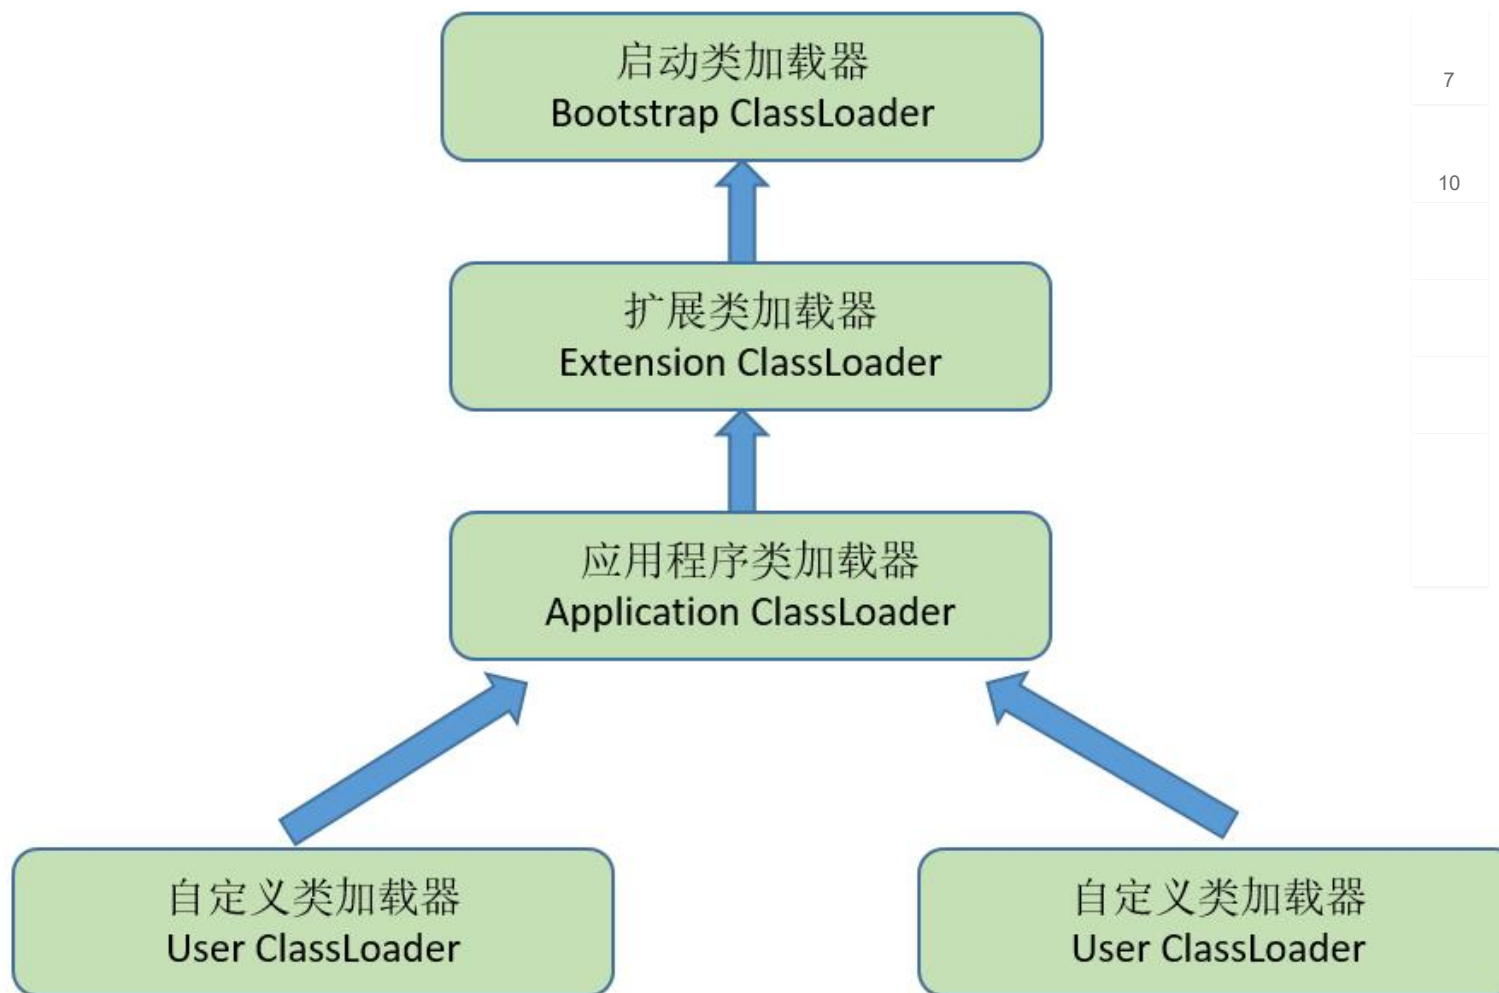 启动类加载器
Bootstrap ClassLoader
7
10
扩展类加载器
Extension ClassLoader
应用程序类加载器
Application ClassLoader
自定义类加载器
User ClassLoader
自定义类加载器
User ClassLoader